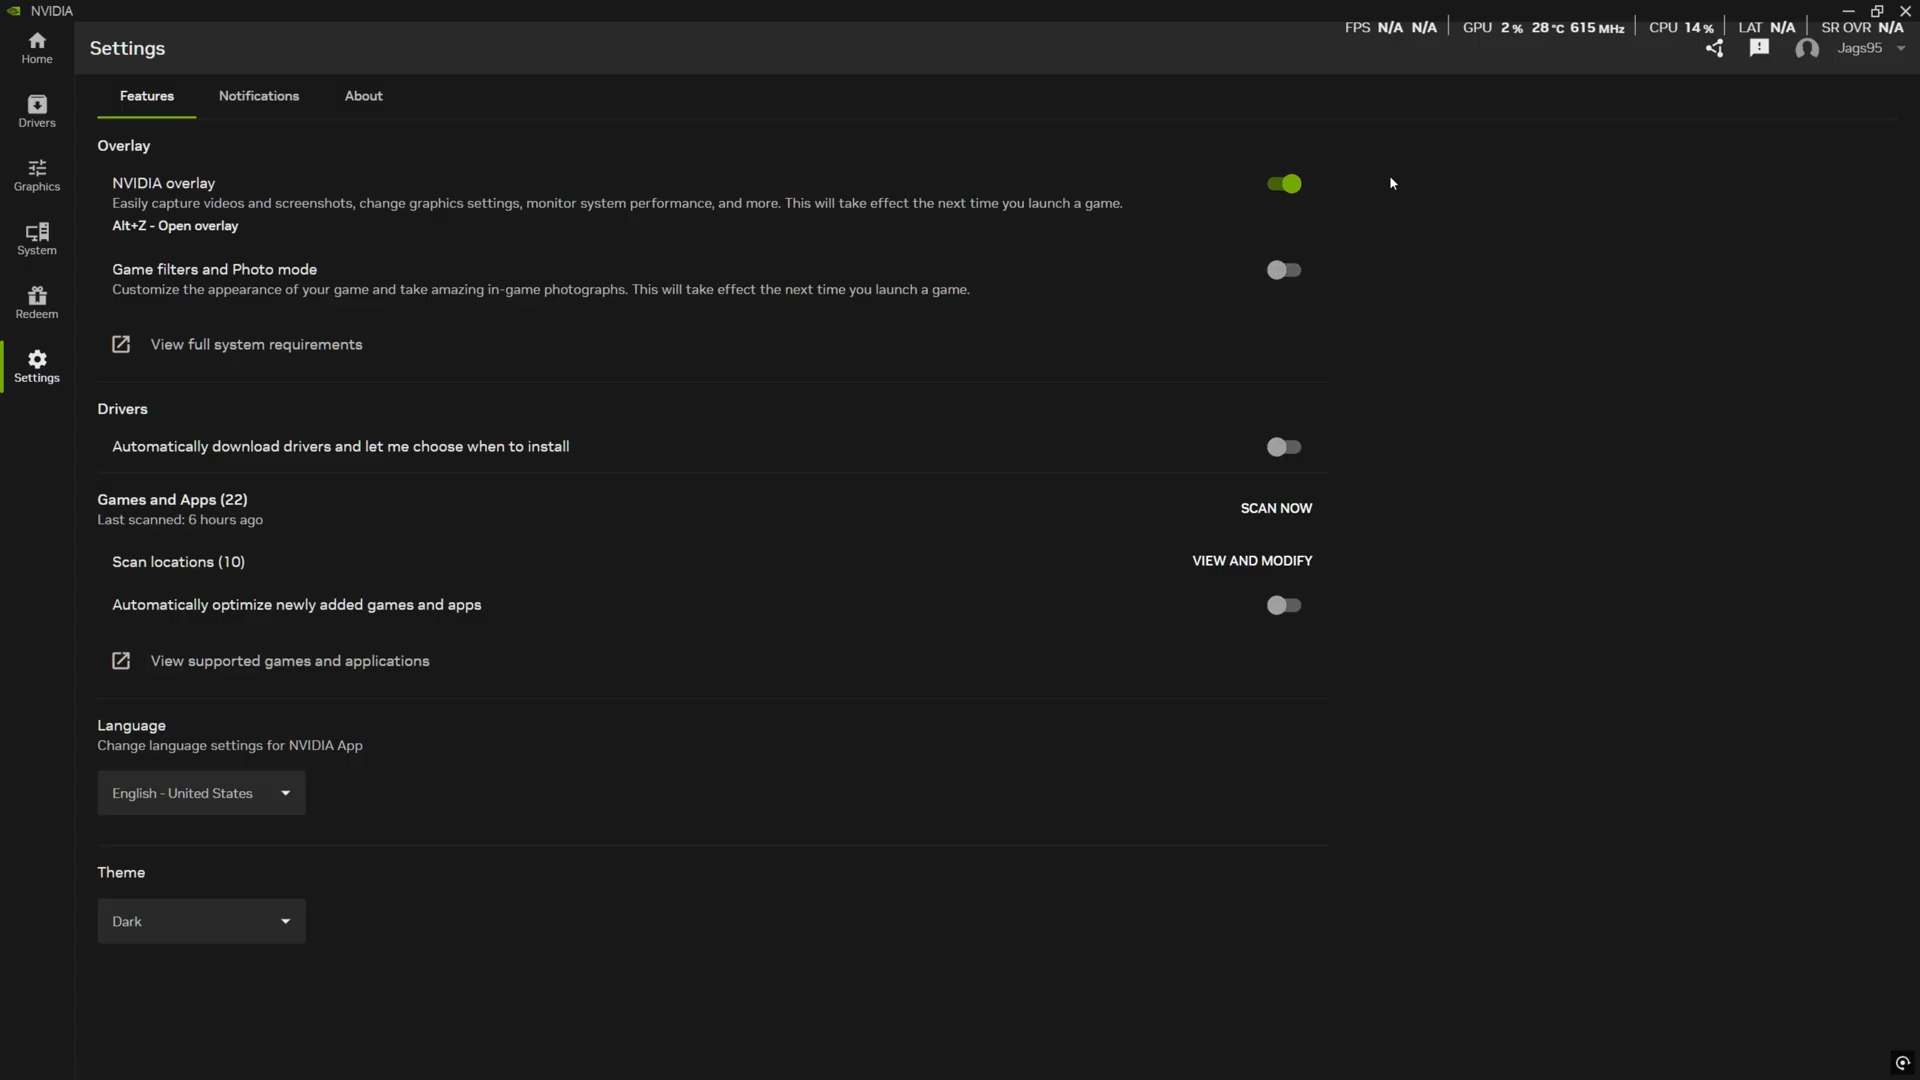 NVIDIA
FPS N/A N/A GPU 2 % 28 °C 615 MHz CPU 14 % LAT N/A SR OVR N/A
Home
Settings
Jags95
Drivers
Graphics
System
Redeem
Settings
Features Notifications About
Overlay
NVIDIA overlay
Easily capture videos and screenshots, change graphics settings, monitor system performance, and more. This will take effect the next time you launch a game.
Alt+Z - Open overlay
Game filters and Photo mode
Customize the appearance of your game and take amazing in-game photographs. This will take effect the next time you launch a game.
View full system requirements
Drivers
Automatically download drivers and let me choose when to install
Games and Apps (22)
Last scanned: 6 hours ago
SCAN NOW
Scan locations (10)
VIEW AND MODIFY
Automatically optimize newly added games and apps
View supported games and applications
Language
Change language settings for NVIDIA App
English - United States
Theme
Dark